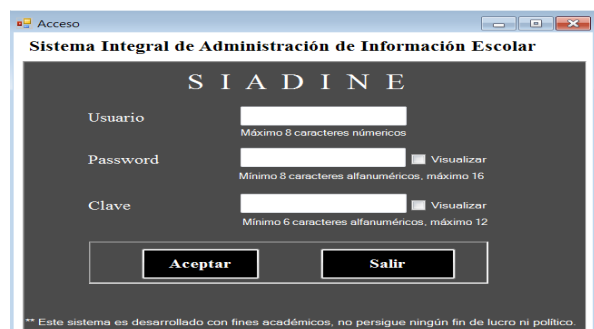 Acceso
Sistema Integral de Administración de Información Escolar
S I A D I N E
Usuario
Máximo 8 caracteres númericos
Password
Visualizar
Mínimo 8 caracteres alfanuméricos, máximo 16
Clave
Visualizar
Mínimo 6 caracteres alfanuméricos, máximo 12
Aceptar
Salir
** Este sistema es desarrollado con fines académicos, no persigue ningún fin de lucro ni político.